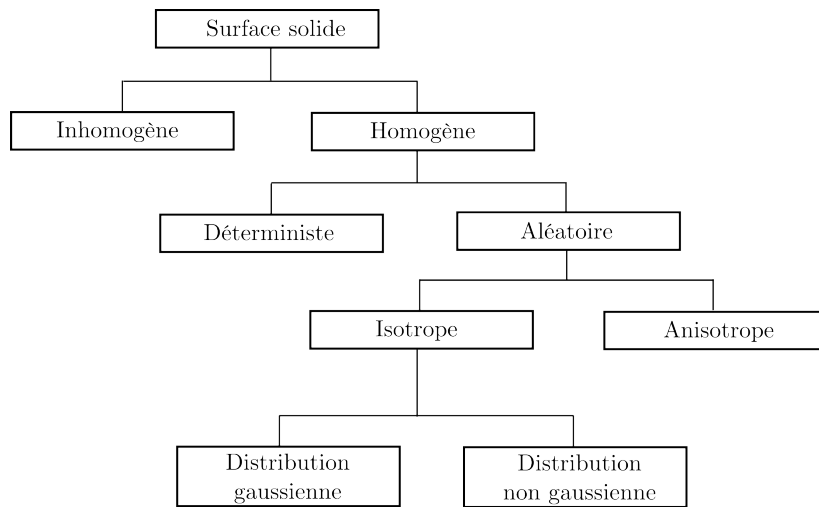 Surface solide
Inhomogène
Homogène
Déterministe
Aléatoire
Isotrope
Anisotrope
Distribution
gaussienne
Distribution
non gaussienne